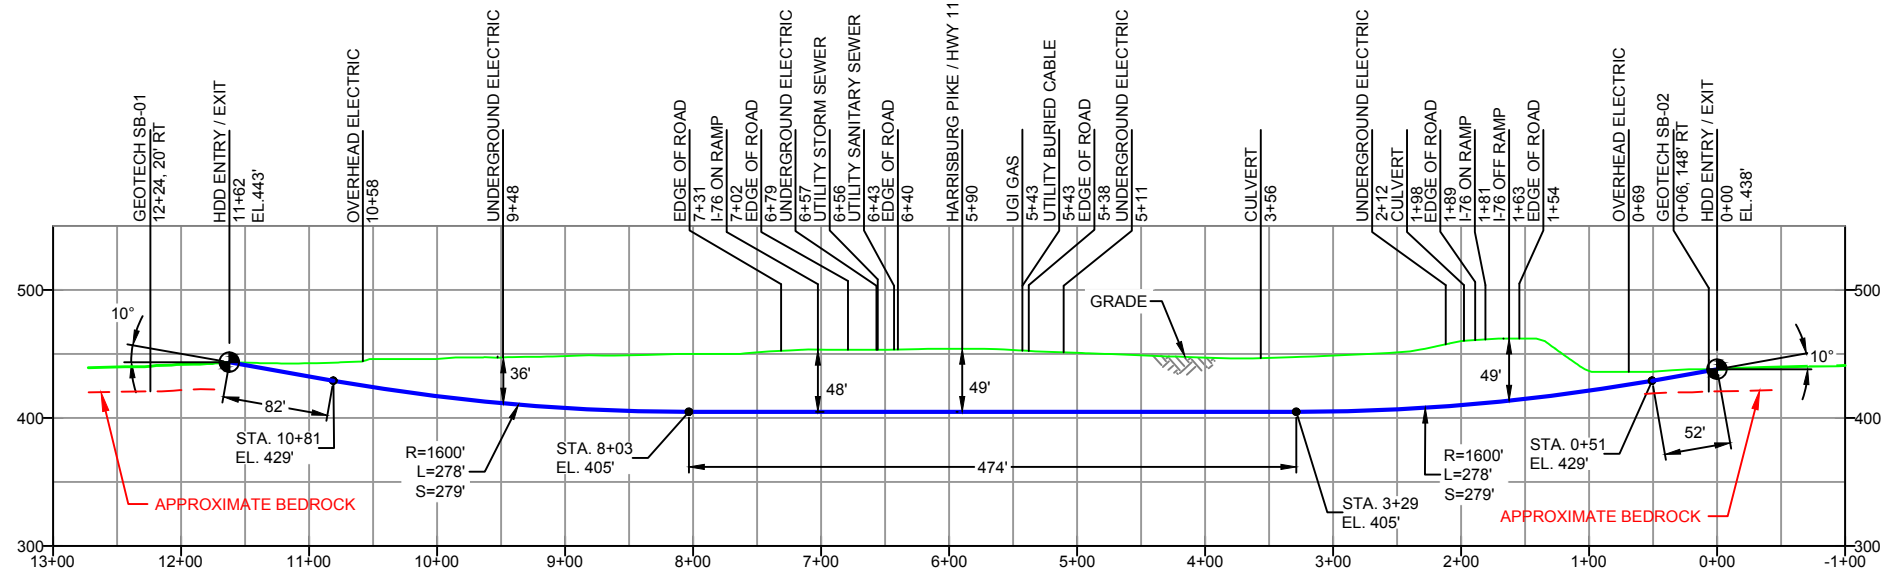 GEOTECH SB-01
12+24, 20' RT
HDD ENTRY / EXIT
11+62
EL.443'
OVERHEAD ELECTRIC
10+58
UNDERGROUND ELECTRIC
9+48
EDGE OF ROAD
7+31
I-76 ON RAMP
7+02
EDGE OF ROAD
6+79
UNDERGROUND ELECTRIC
6+57
UTILITY STORM SEWER
6+56
UTILITY SANITARY SEWER
6+43
EDGE OF ROAD
6+40
HARRISBURG PIKE / HWY 11
5+90
UGI GAS
5+43
UTILITY BURIED CABLE
5+43
EDGE OF ROAD
5+38
UNDERGROUND ELECTRIC
5+11
CULVERT
3+56
UNDERGROUND ELECTRIC
2+12
CULVERT
1+98
EDGE OF ROAD
1+89
I-76 ON RAMP
1+81
I-76 OFF RAMP
1+63
EDGE OF ROAD
1+54
OVERHEAD ELECTRIC
0+69
GEOTECH SB-02
0+06, 148' RT
HDD ENTRY / EXIT
0+00
EL.438'
500
500
10°
GRADE
10°
36'
48'
49'
49'
400
400
82'
52'
STA. 10+81
EL. 429'
R=1600'
L=278'
S=279'
STA. 8+03
EL. 405'
474'
R=1600'
L=278'
S=279'
STA. 0+51
EL. 429'
STA. 3+29
EL. 405'
APPROXIMATE BEDROCK
APPROXIMATE BEDROCK
300
300
13+00
12+00
11+00
10+00
9+00
8+00
7+00
6+00
5+00
4+00
3+00
2+00
1+00
0+00
-1+00